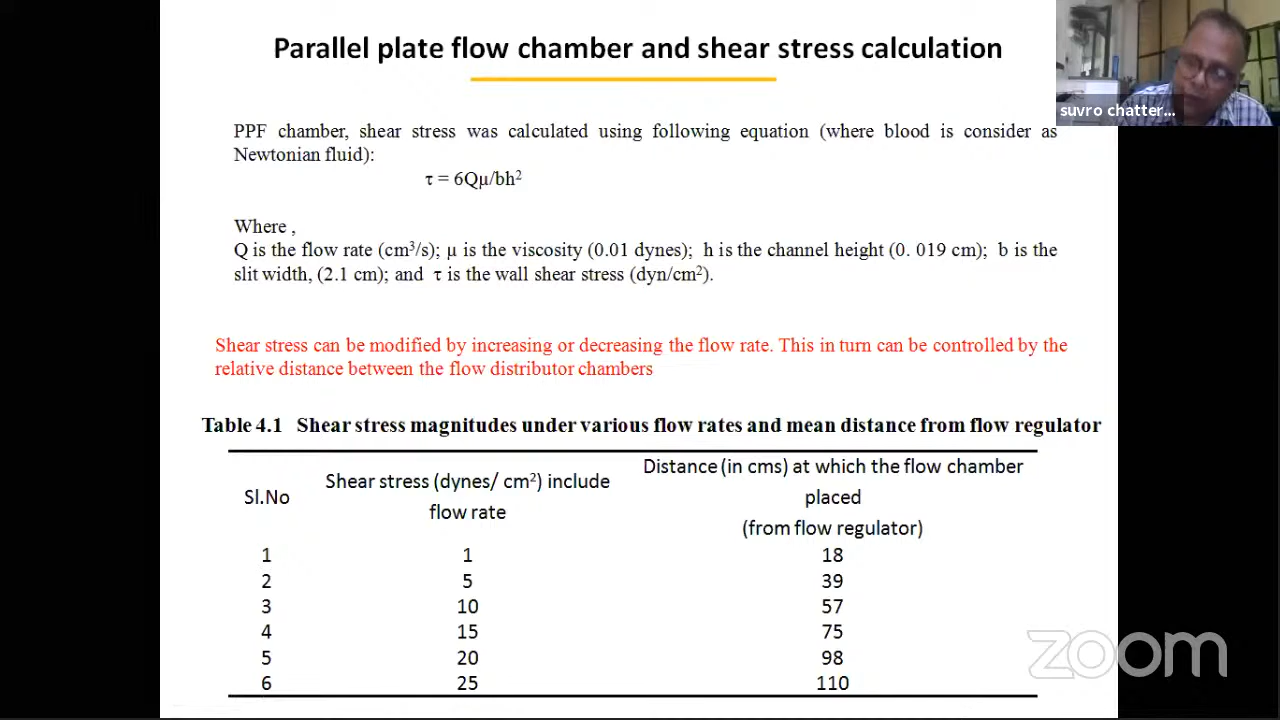 Parallel plate flow chamber and shear stress calculation
suvro chatter...
PPF chamber, shear stress was calculated using following equation (where blood is consider as
Newtonian fluid):
τ = 6Qμ/bh²
Where ,
Q is the flow rate (cm³/s); μ is the viscosity (0.01 dynes); h is the channel height (0. 019 cm); b is the
slit width, (2.1 cm); and τ is the wall shear stress (dyn/cm²).
Shear stress can be modified by increasing or decreasing the flow rate. This in turn can be controlled by the
relative distance between the flow distributor chambers
Table 4.1 Shear stress magnitudes under various flow rates and mean distance from flow regulator
Sl.No
Shear stress (dynes/ cm²) include
flow rate
Distance (in cms) at which the flow chamber
placed
(from flow regulator)
1 1 18
2 5 39
3 10 57
4 15 75
5 20 98
6 25 110
zoom